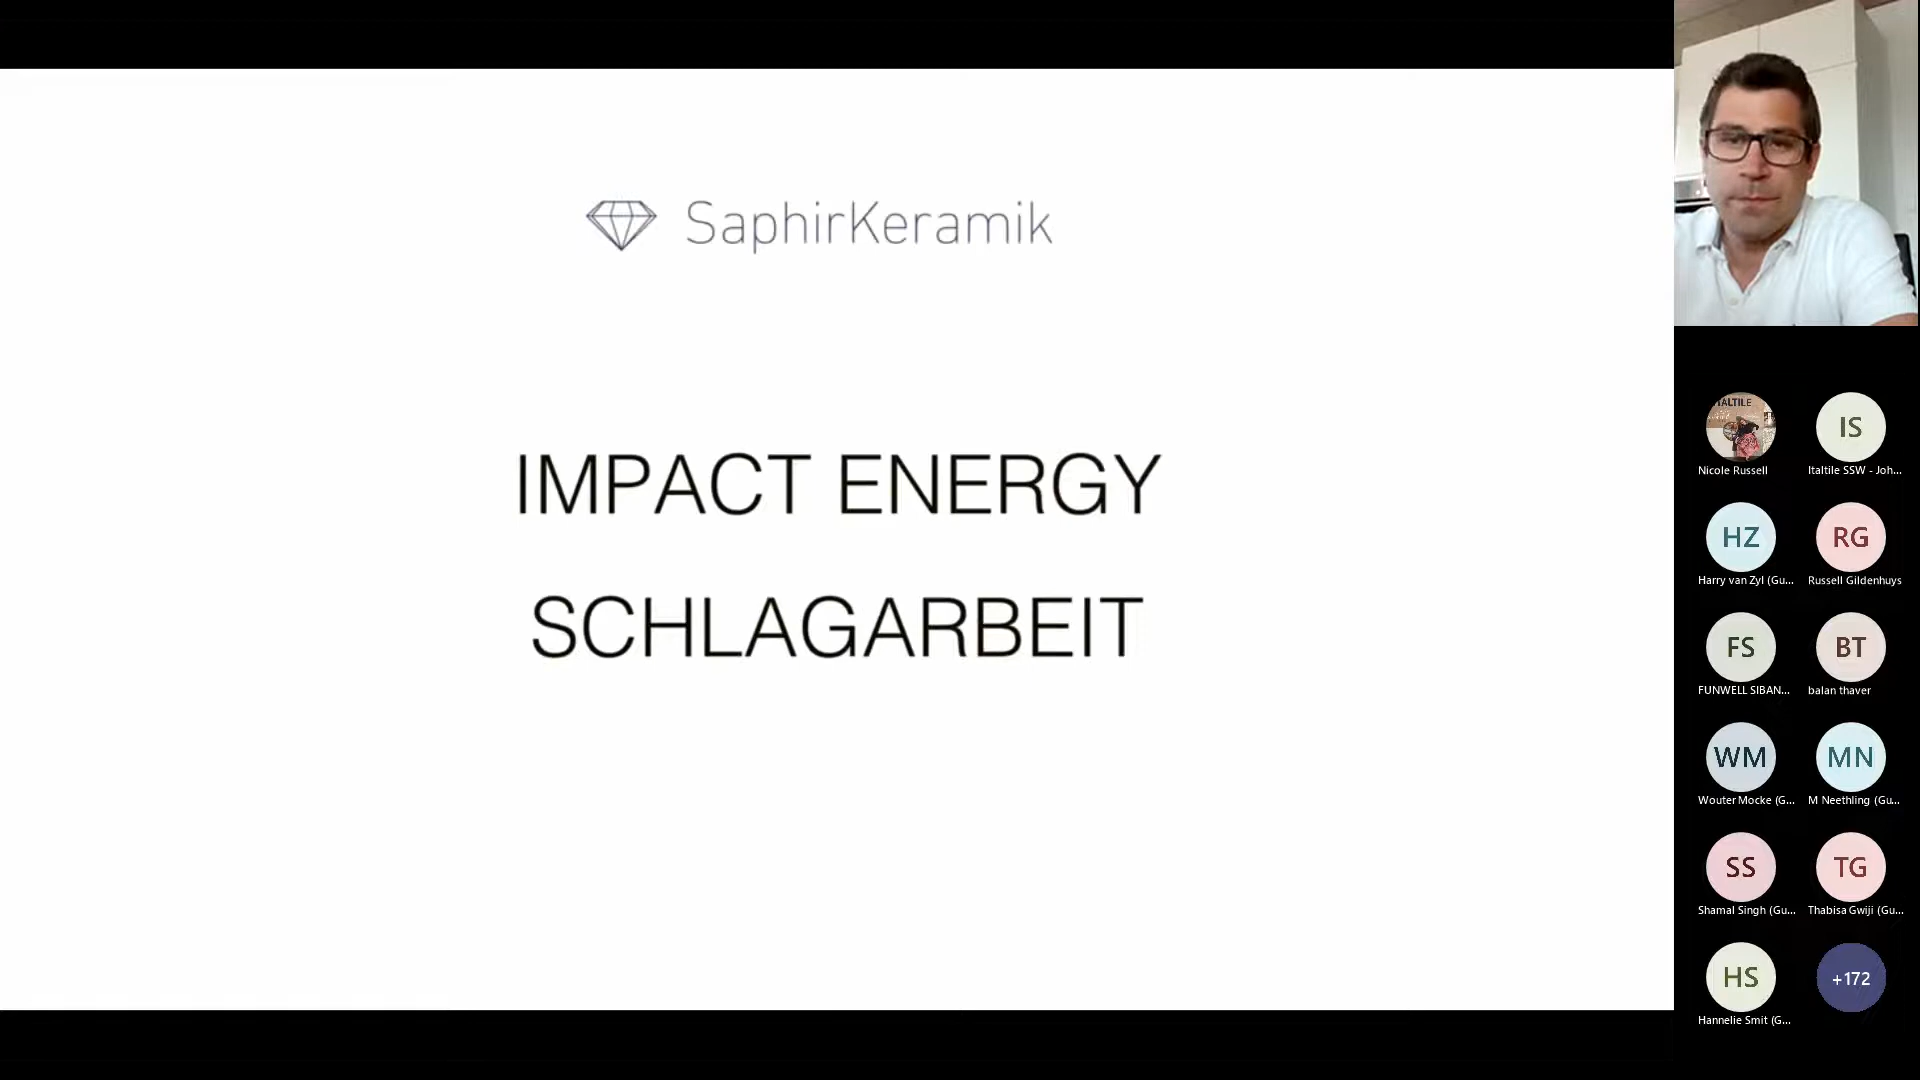 SaphirKeramik
IMPACT ENERGY
SCHLAGARBEIT
ITALTILE
Nicole Russell
IS
Italtile SSW - Joh...
HZ
Harry van Zyl (Gu...
RG
Russell Gildenhuys
FS
FUNWELL SIBAN...
BT
balan thaver
WM
Wouter Mocke (G...
MN
M Neethling (Gu...
SS
Shamal Singh (Gu...
TG
Thabisa Gwiji (Gu...
HS
Hannelie Smit (G...
+172